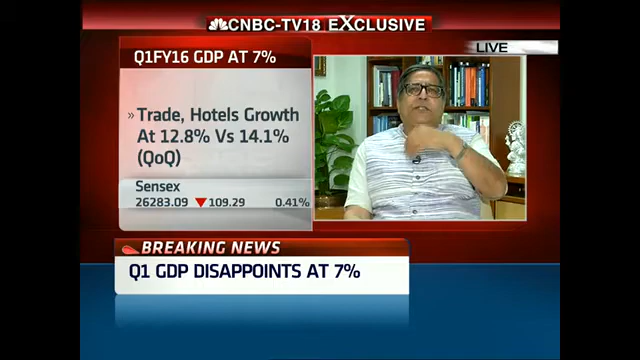 CNBC-TV18 EXCLUSIVE
LIVE
Q1FY16 GDP AT 7%
» Trade, Hotels Growth
At 12.8% Vs 14.1%
(QoQ)
Sensex
26283.09 ▼ 109.29 0.41%
BREAKING NEWS
Q1 GDP DISAPPOINTS AT 7%